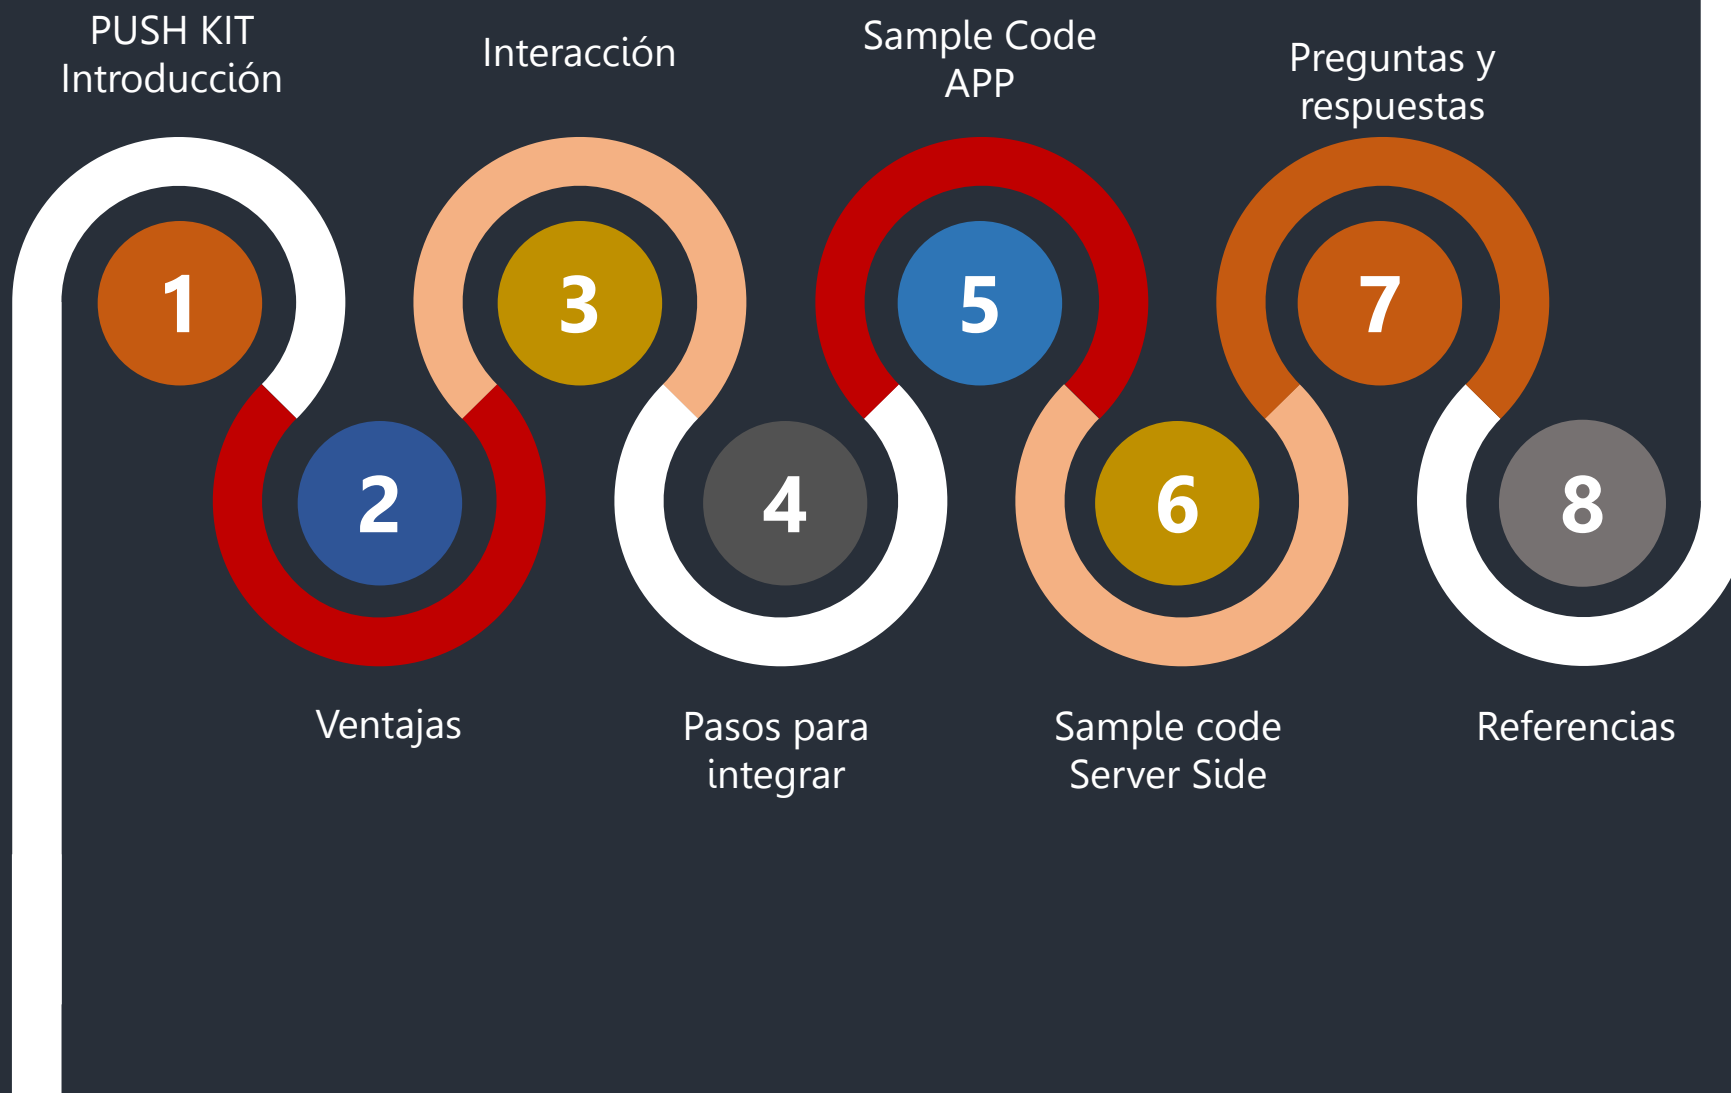 PUSH KIT
Introducción
1
2
Ventajas
Interacción
3
4
Pasos para
integrar
Sample Code
APP
5
6
Sample code
Server Side
Preguntas y
respuestas
7
8
Referencias